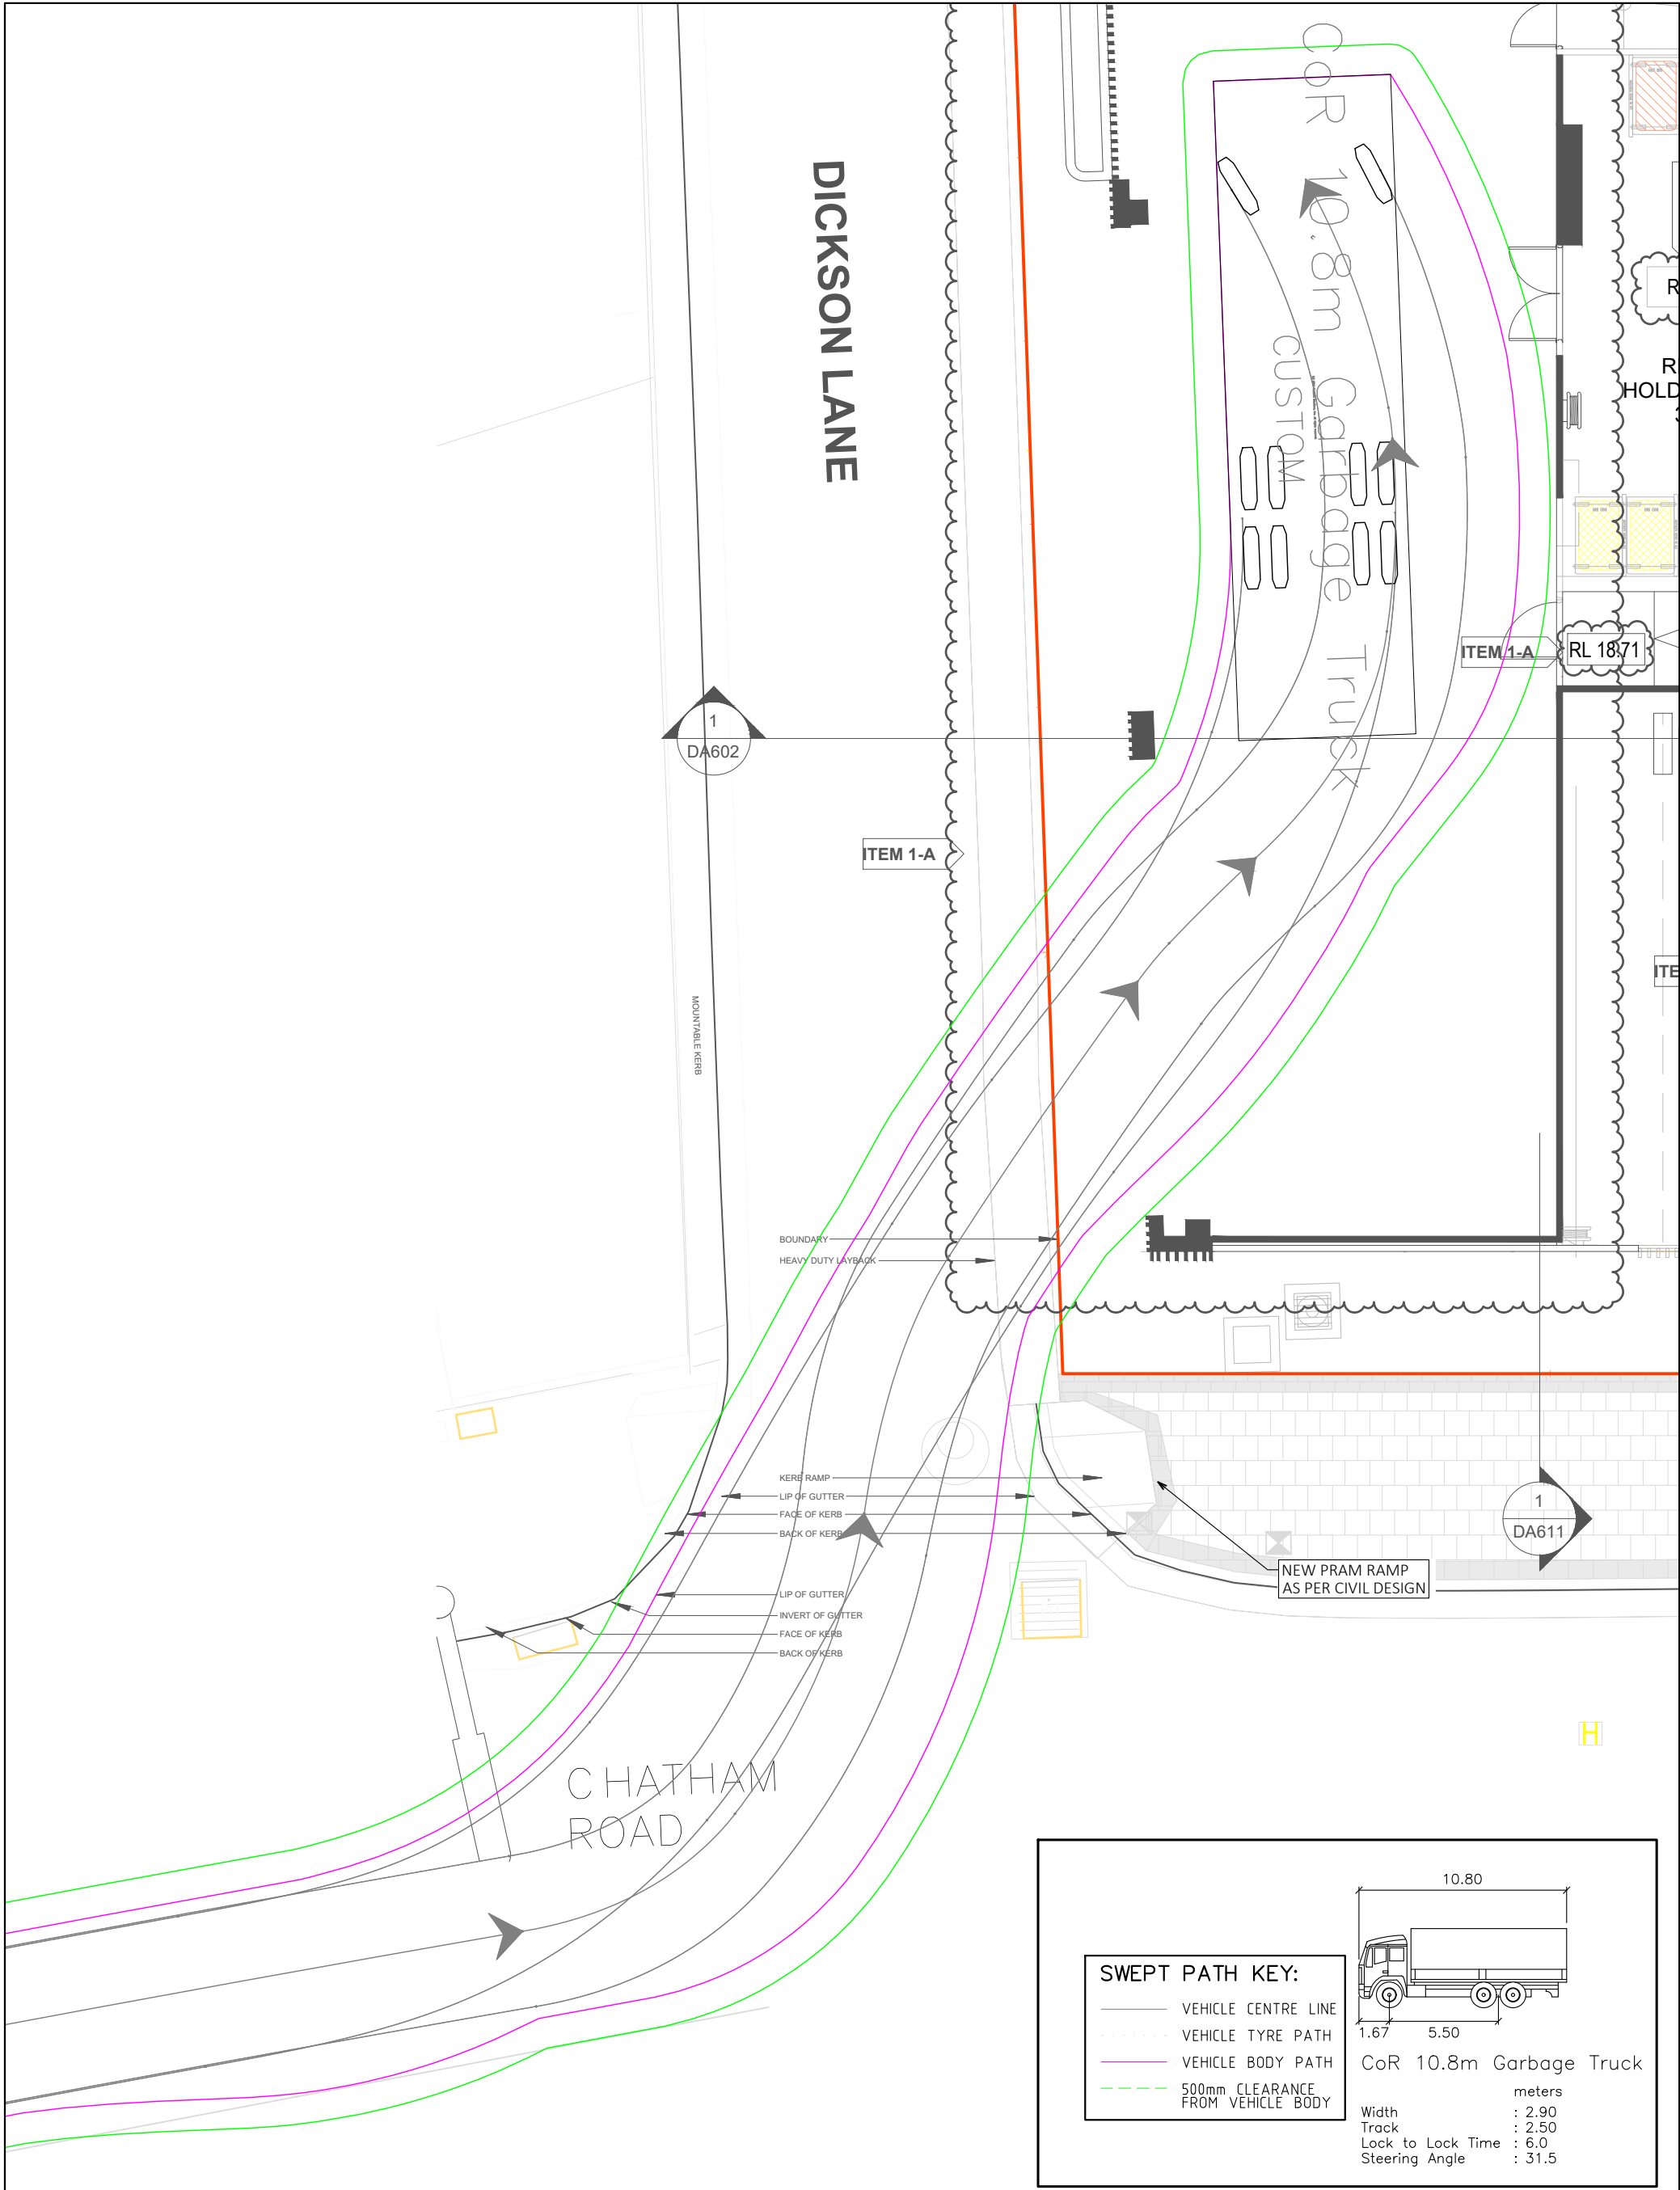 DICKSON LANE
CoR 10.8m Garbage Truck
CUSTOM
R
R
HOLD
ITEM 1-A
RL 18.71
1
DA602
ITEM 1-A
ITE
MOUNTABLE KERB
BOUNDARY
HEAVY DUTY LAYBACK
KERB RAMP
LIP OF GUTTER
FACE OF KERB
BACK OF KERB
1
DA611
NEW PRAM RAMP
AS PER CIVIL DESIGN
LIP OF GUTTER
INVERT OF GUTTER
FACE OF KERB
BACK OF KERB
H
CHATHAM
ROAD
SWEPT PATH KEY:
VEHICLE CENTRE LINE
VEHICLE TYRE PATH
VEHICLE BODY PATH
500mm CLEARANCE
FROM VEHICLE BODY
10.80
1.67 5.50
CoR 10.8m Garbage Truck
meters
Width : 2.90
Track : 2.50
Lock to Lock Time : 6.0
Steering Angle : 31.5